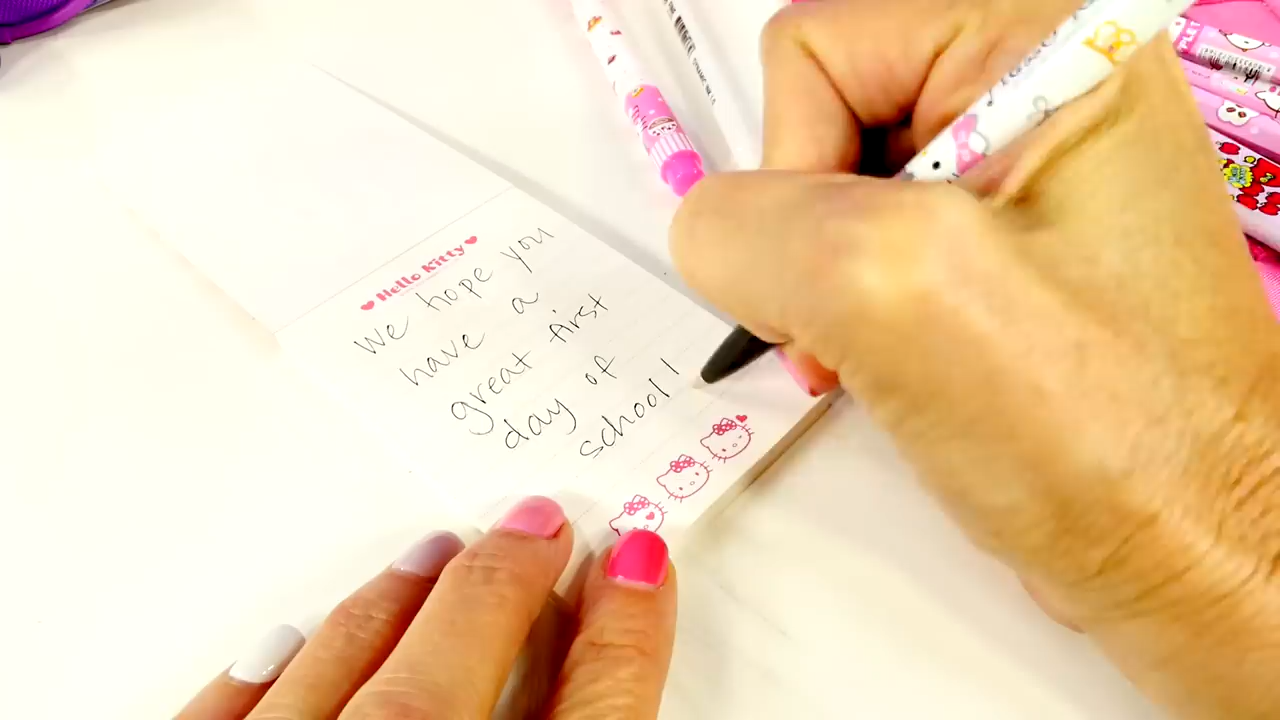 Hello Kitty
We hope you
have a
great first
day of
school!